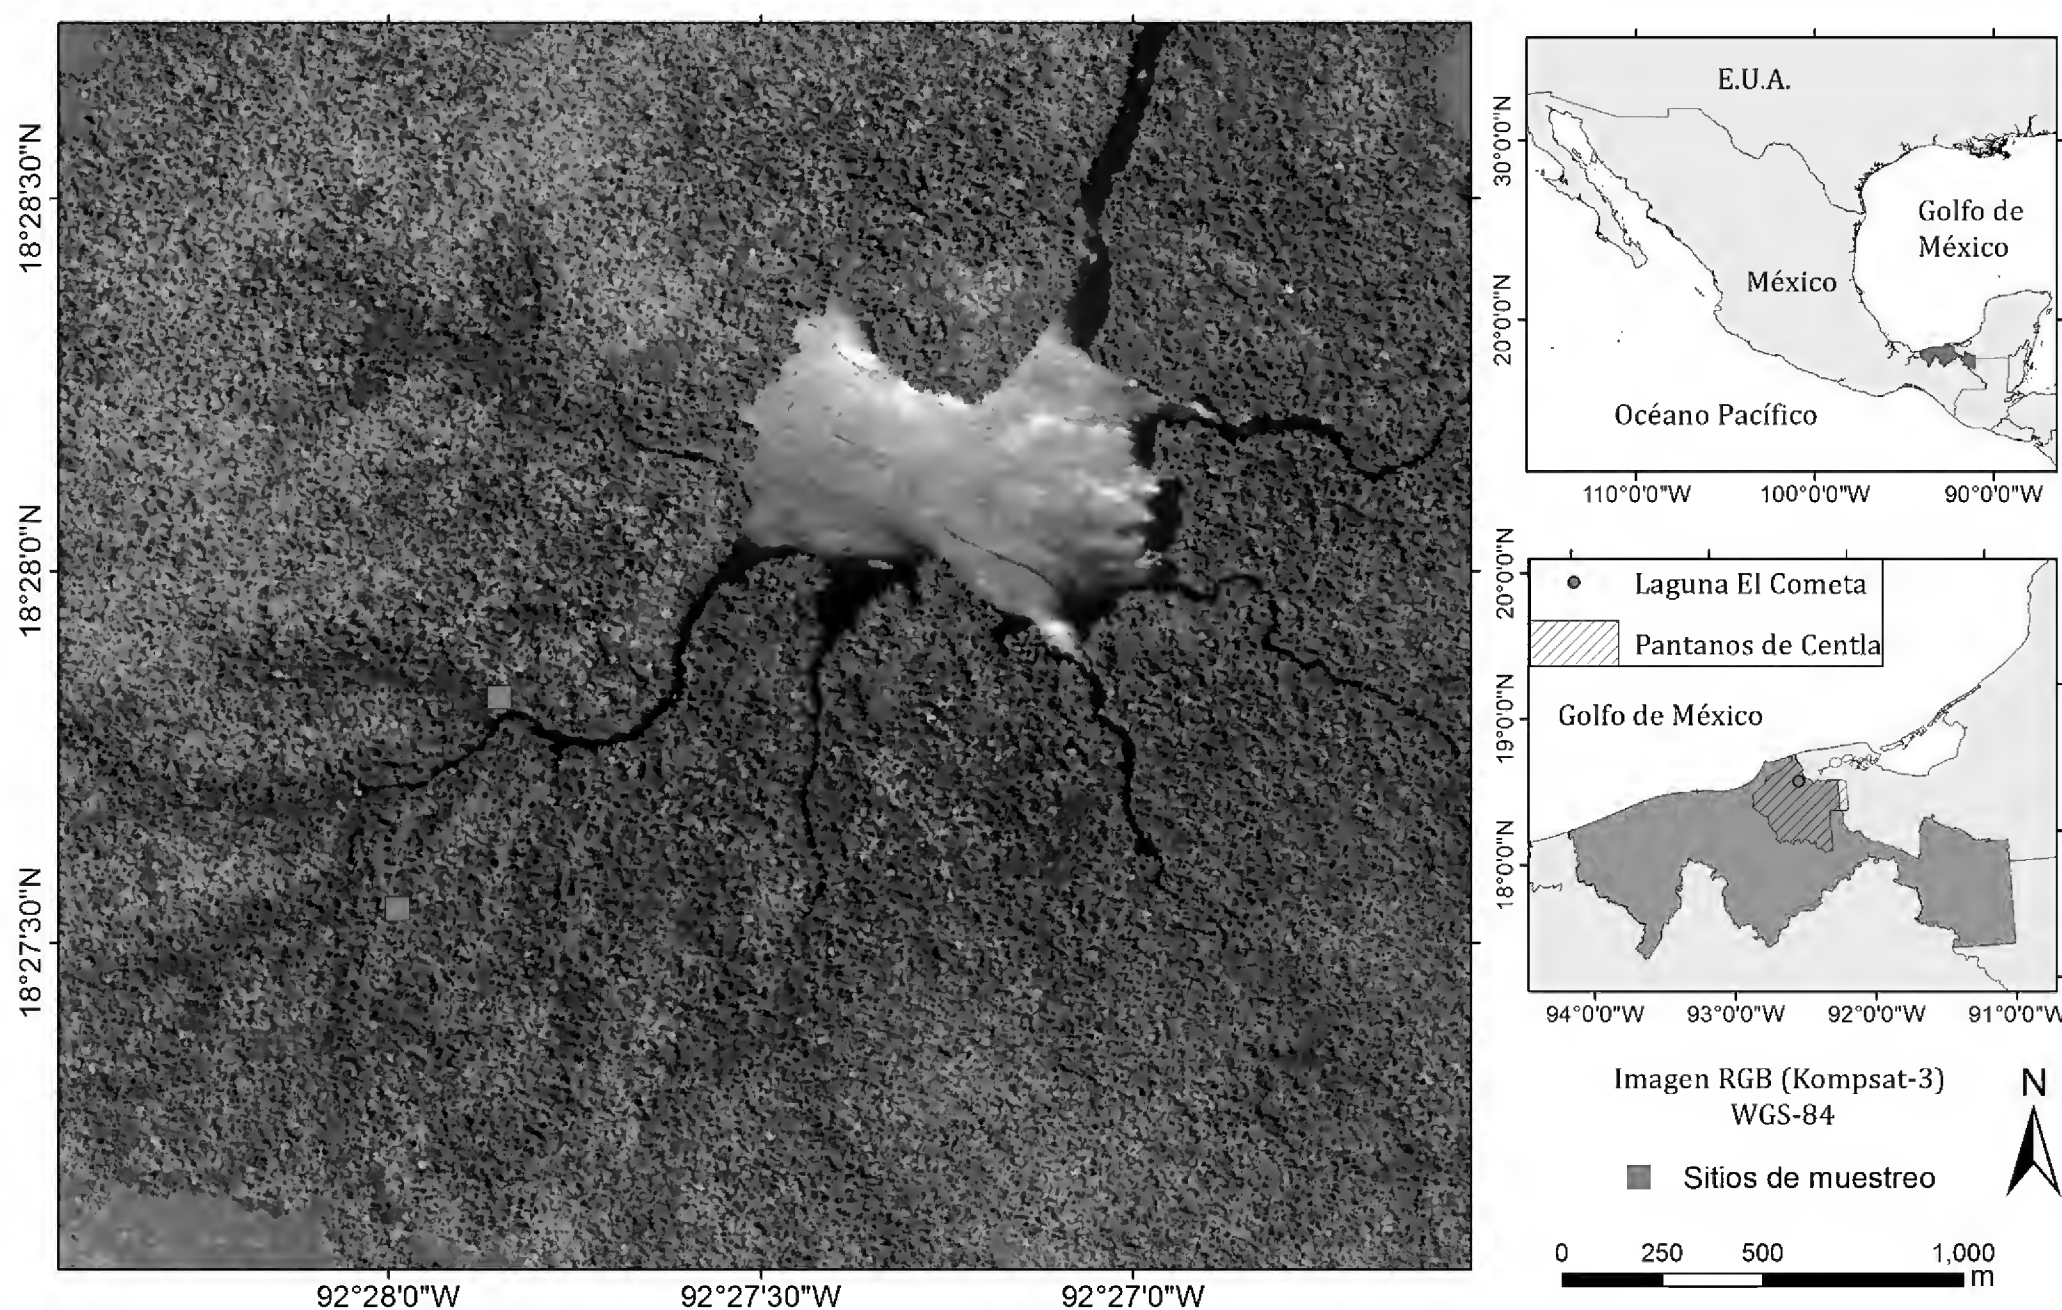 18°28'30"N
18°28'0"N
18°27'30"N
92°28'0"W
92°27'30"W
92°27'0"W
E.U.A.
Golfo de
México
México
Océano Pacífico
30°0'0"N
20°0'0"N
110°0'0"W
100°0'0"W
90°0'0"W
Laguna El Cometa
Pantanos de Centla
Golfo de México
20°0'0"N
19°0'0"N
18°0'0"N
94°0'0"W
93°0'0"W
92°0'0"W
91°0'0"W
Imagen RGB (Kompsat-3)
WGS-84
N
Sitios de muestreo
0 250 500 1,000
m